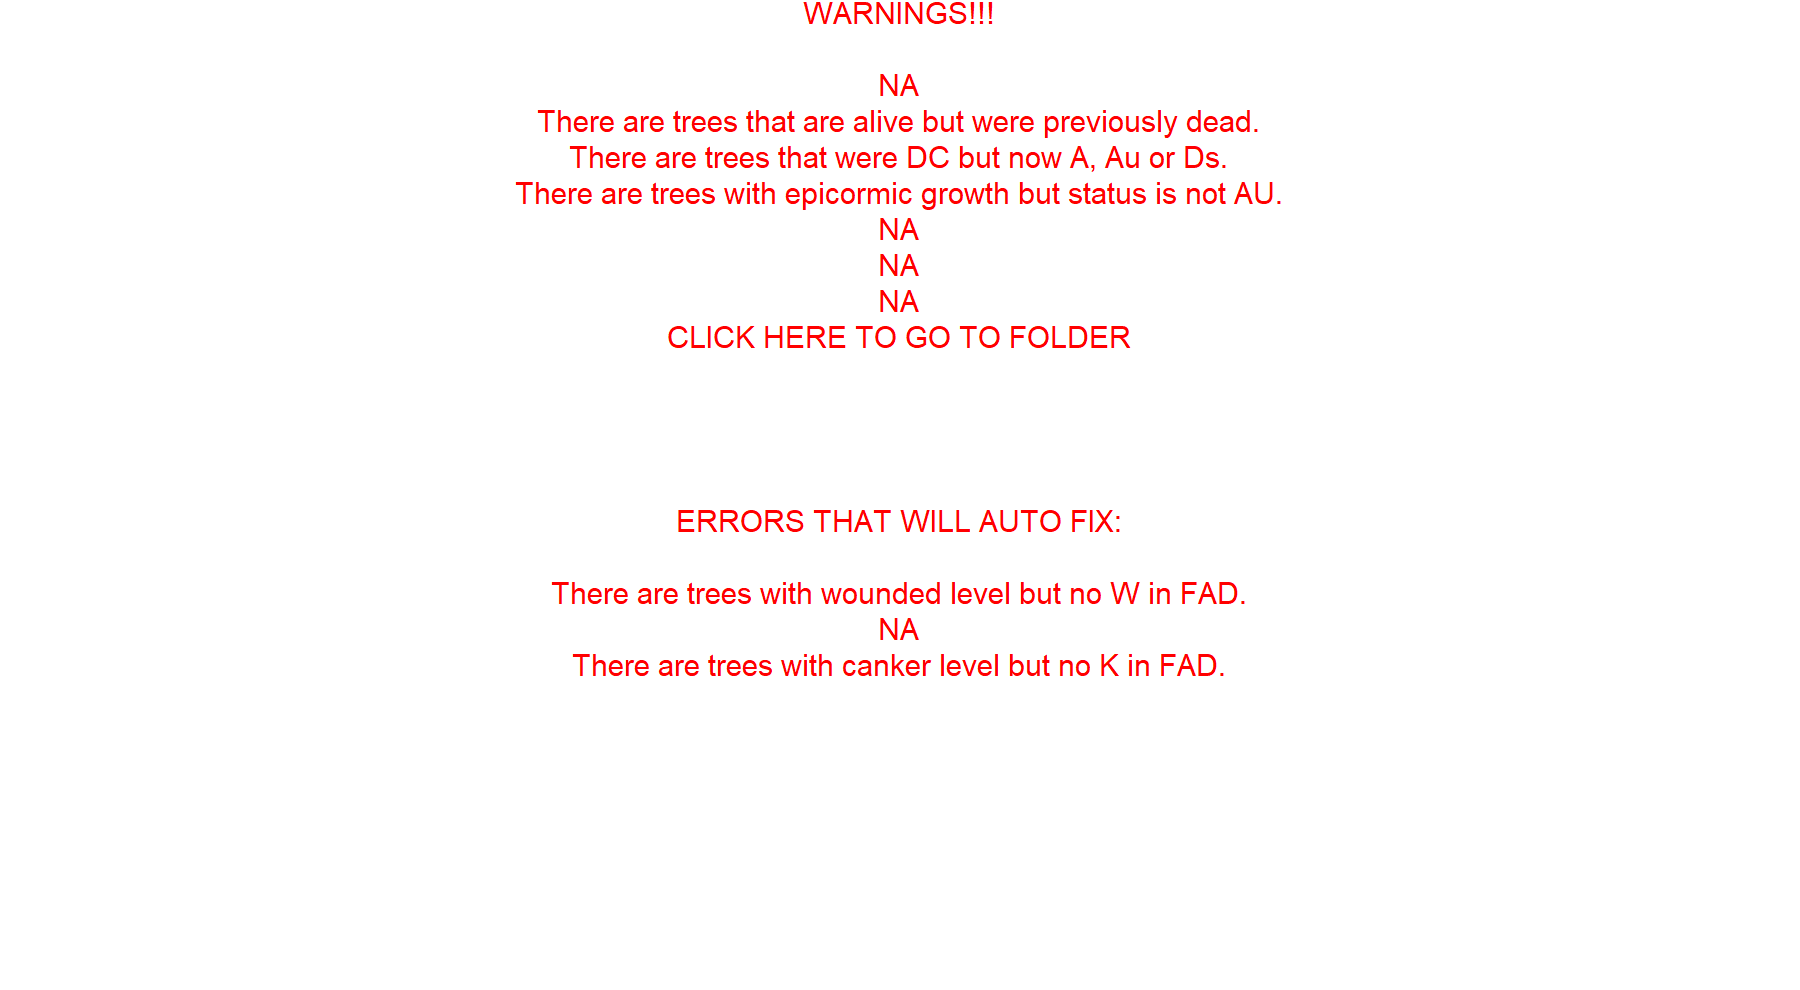 WARNINGS!!!
NA
There are trees that are alive but were previously dead.
There are trees that were DC but now A, Au or Ds.
There are trees with epicormic growth but status is not AU.
NA
NA
NA
CLICK HERE TO GO TO FOLDER
ERRORS THAT WILL AUTO FIX:
There are trees with wounded level but no W in FAD.
NA
There are trees with canker level but no K in FAD.